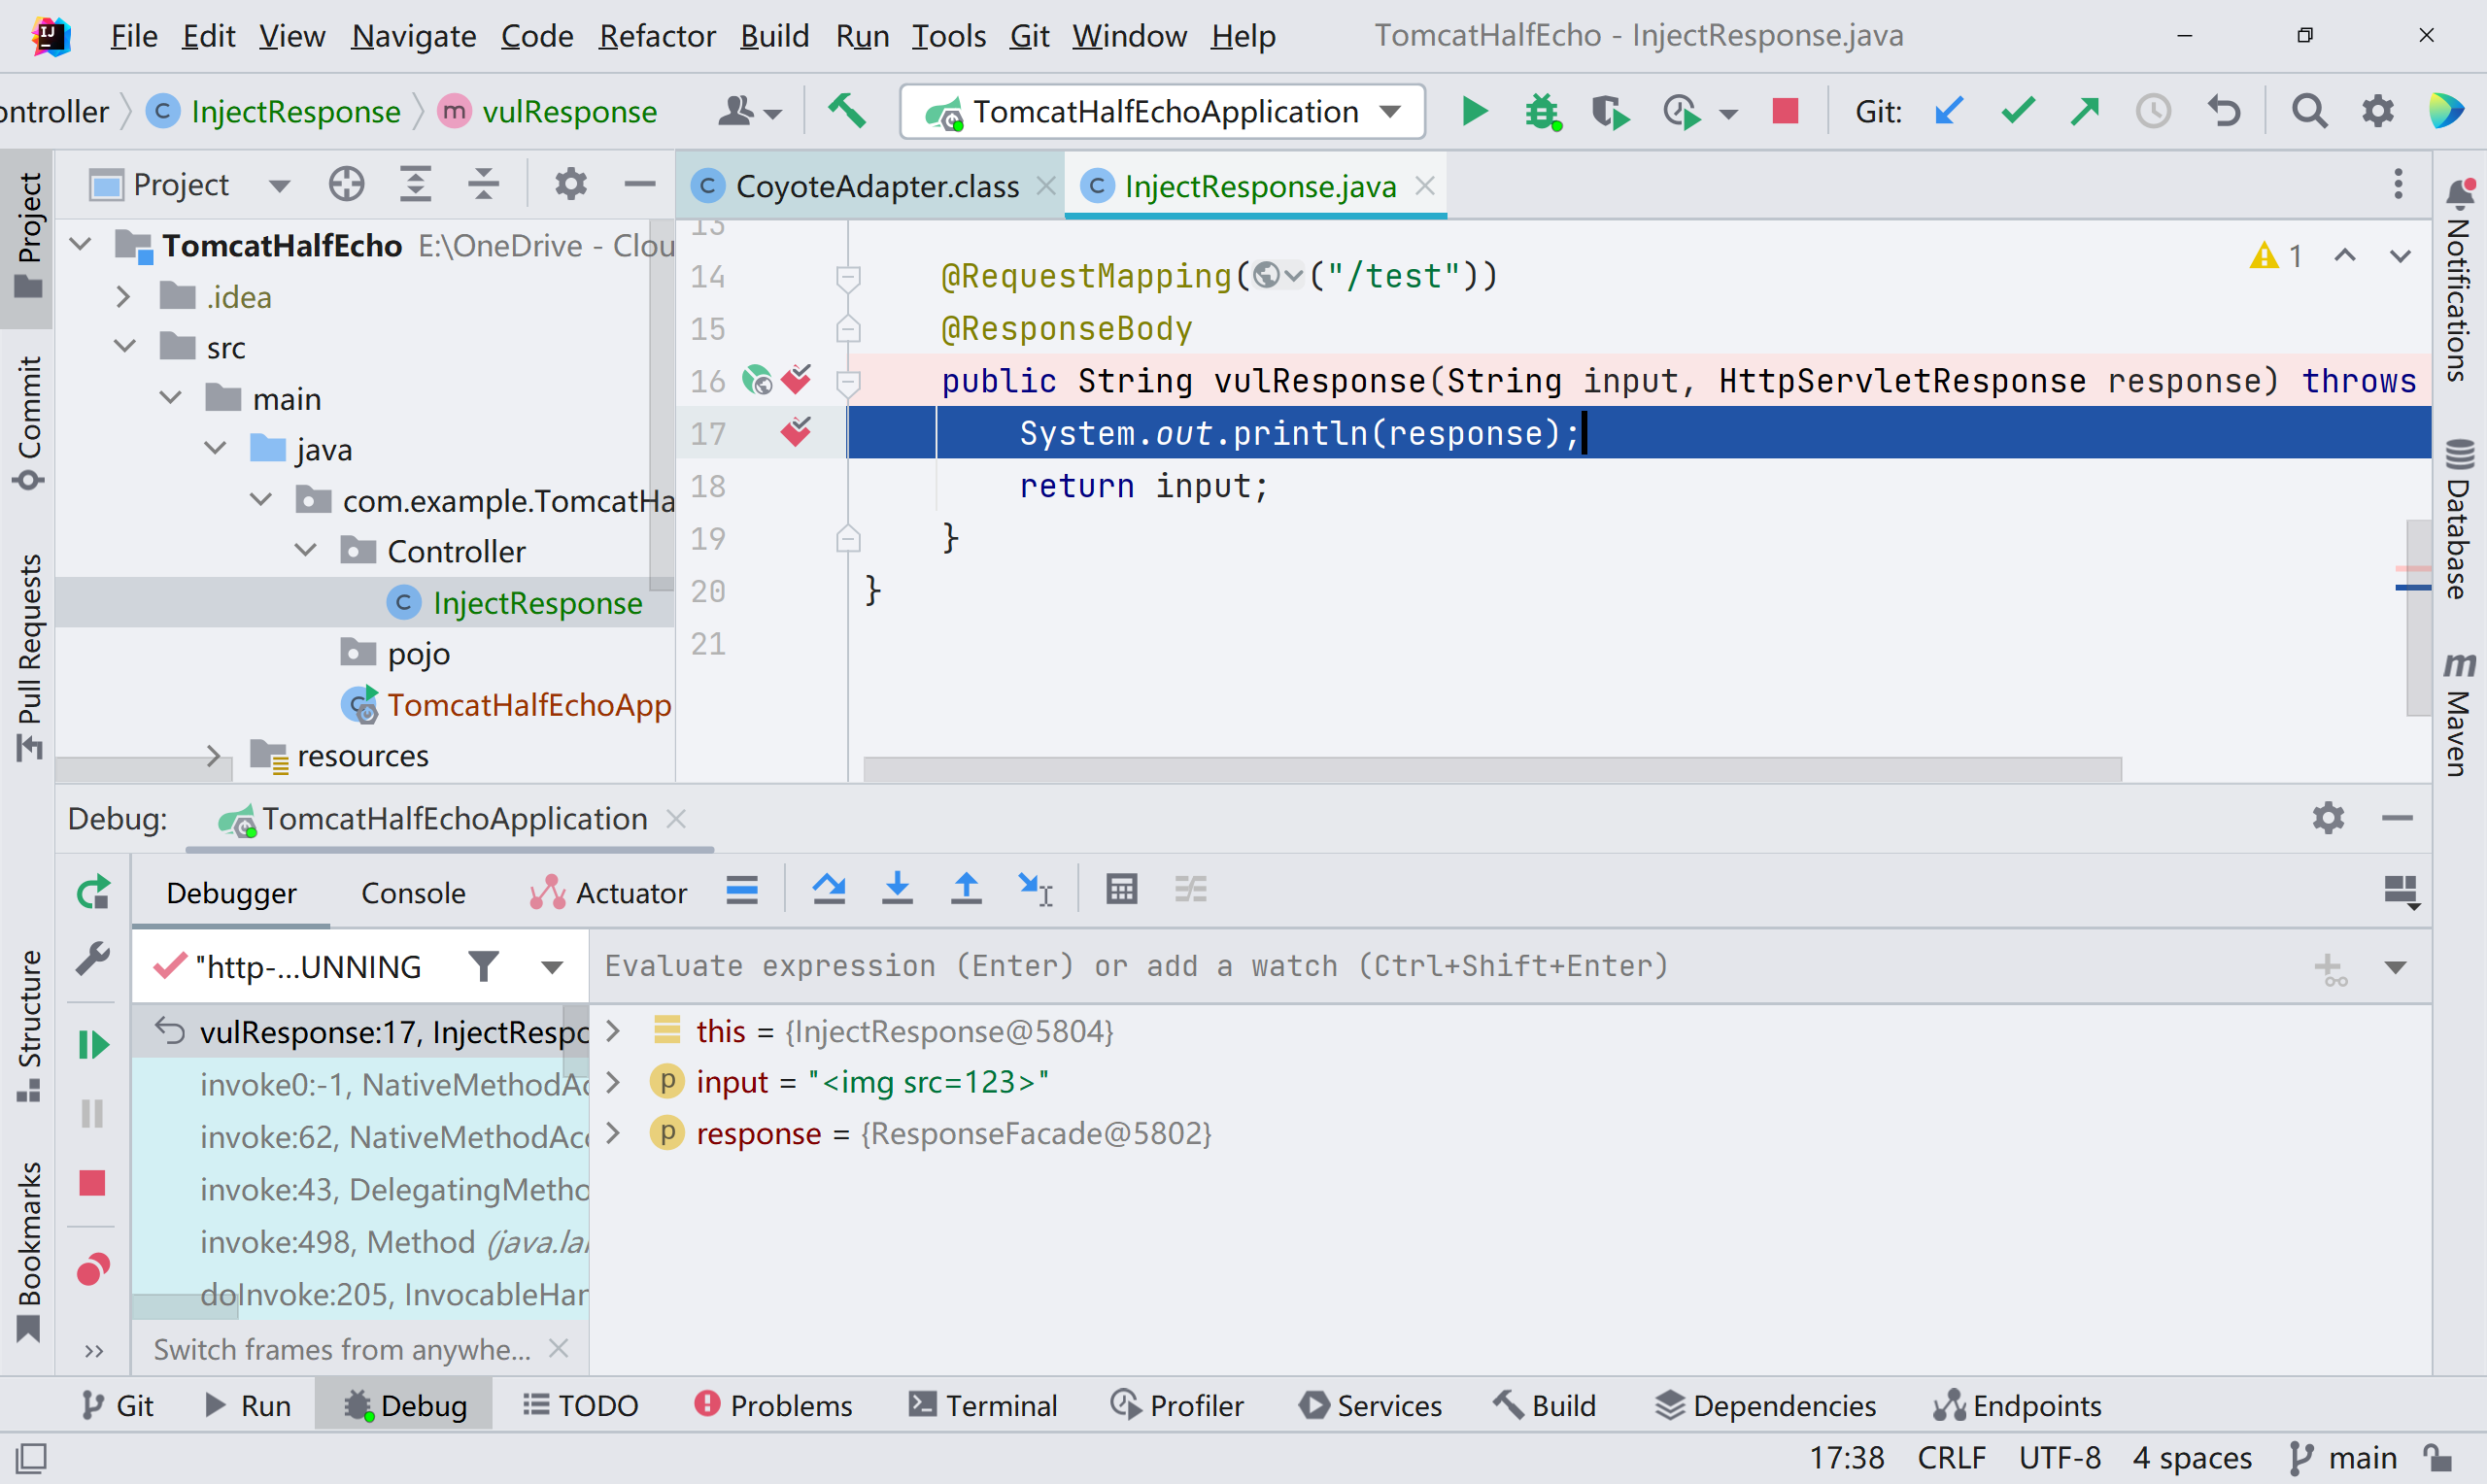 File Edit View Navigate Code Refactor Build Run Tools Git Window Help TomcatHalfEcho - InjectResponse.java
ontroller InjectResponse vulResponse TomcatHalfEchoApplication Git:
Project
CoyoteAdapter.class InjectResponse.java
TomcatHalfEcho E:\OneDrive - Clou
.idea
src
main
java
com.example.TomcatHa
Controller
InjectResponse
pojo
TomcatHalfEchoApp
resources
13
14 @RequestMapping(("/test"))
15 @ResponseBody
16 public String vulResponse(String input, HttpServletResponse response) throws
17 System.out.println(response);
18 return input;
19 }
20 }
21
1
Project
Commit
Pull Requests
Structure
Bookmarks
Notifications
Database
Maven
Debug: TomcatHalfEchoApplication
Debugger Console Actuator
"http-...UNNING
Evaluate expression (Enter) or add a watch (Ctrl+Shift+Enter)
vulResponse:17, InjectRespo
invoke0:-1, NativeMethodAc
invoke:62, NativeMethodAcc
invoke:43, DelegatingMetho
invoke:498, Method (java.lan
doInvoke:205, InvocableHan
Switch frames from anywhe...
this = {InjectResponse@5804}
input = "<img src=123>"
response = {ResponseFacade@5802}
Git Run Debug TODO Problems Terminal Profiler Services Build Dependencies Endpoints
17:38 CRLF UTF-8 4 spaces main